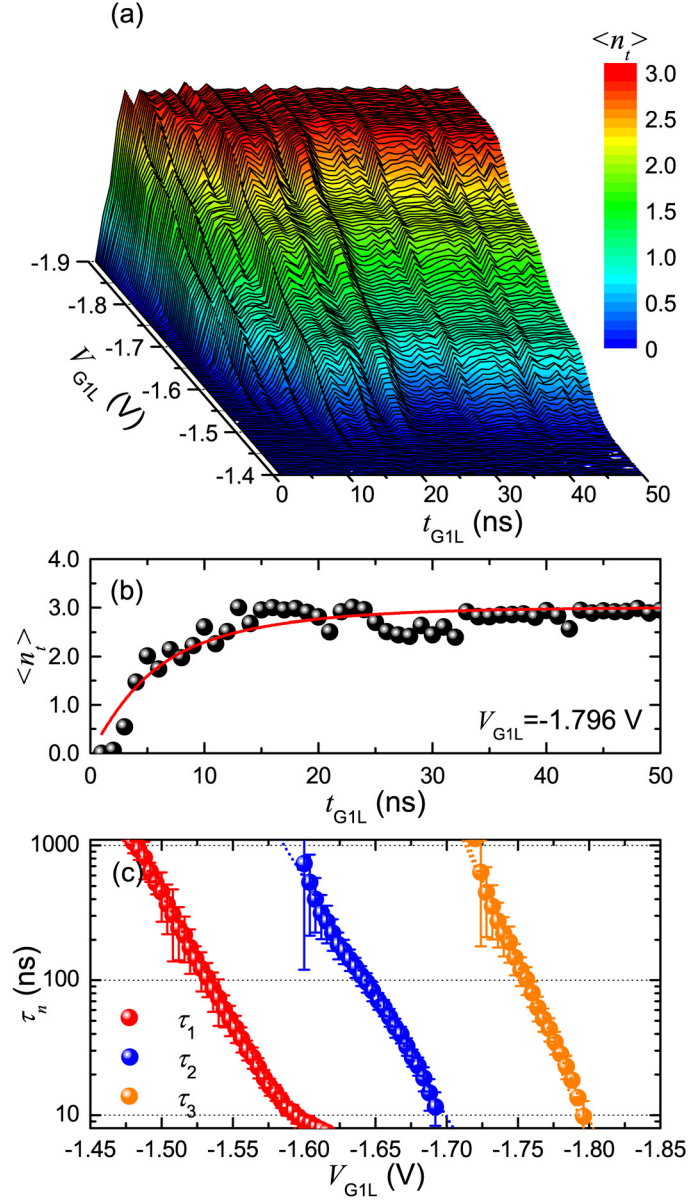 (a)
<n_t>
3.0
2.5
2.0
1.5
1.0
0.5
0
-1.9
-1.8
-1.7
-1.6
-1.5
-1.4
V_G1L (V)
0 10 20 30 40 50
t_G1L (ns)
(b)
4.0
3.0
2.0
1.0
0.0
<n_t>
V_G1L=-1.796 V
0 10 20 30 40 50
t_G1L (ns)
(c)
1000
100
10
τ_n (ns)
τ_1
τ_2
τ_3
-1.45 -1.50 -1.55 -1.60 -1.65 -1.70 -1.75 -1.80 -1.85
V_G1L (V)